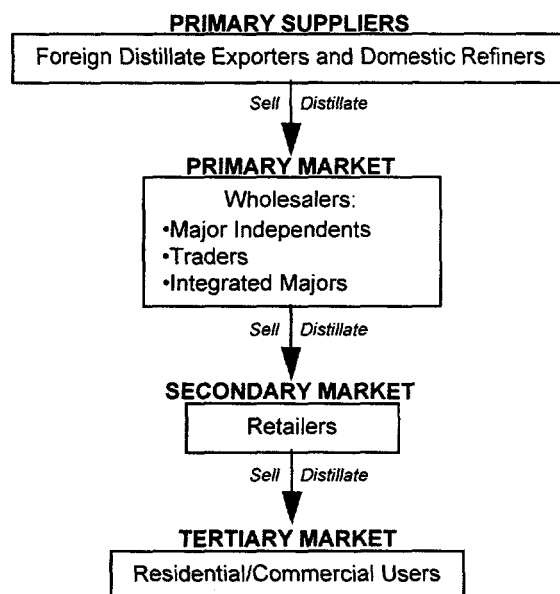 PRIMARY SUPPLIERS
Foreign Distillate Exporters and Domestic Refiners
Sell Distillate
PRIMARY MARKET
Wholesalers:
•Major Independents
•Traders
•Integrated Majors
Sell Distillate
SECONDARY MARKET
Retailers
Sell Distillate
TERTIARY MARKET
Residential/Commercial Users